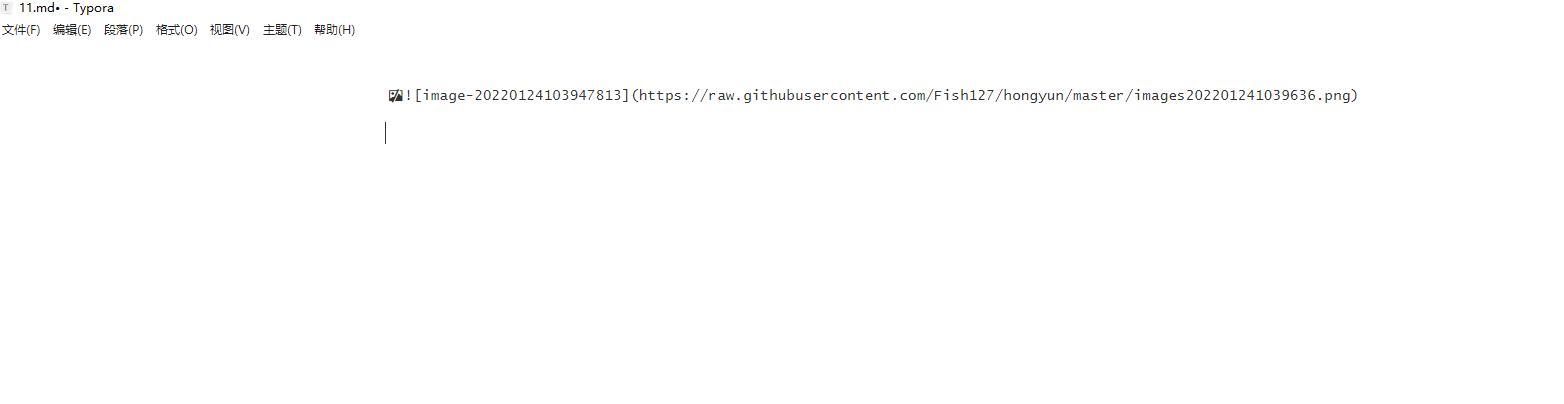 11.md• - Typora
文件(F) 编辑(E) 段落(P) 格式(O) 视图(V) 主题(T) 帮助(H)
![image-20220124103947813](https://raw.githubusercontent.com/Fish127/hongyun/master/images202201241039636.png)